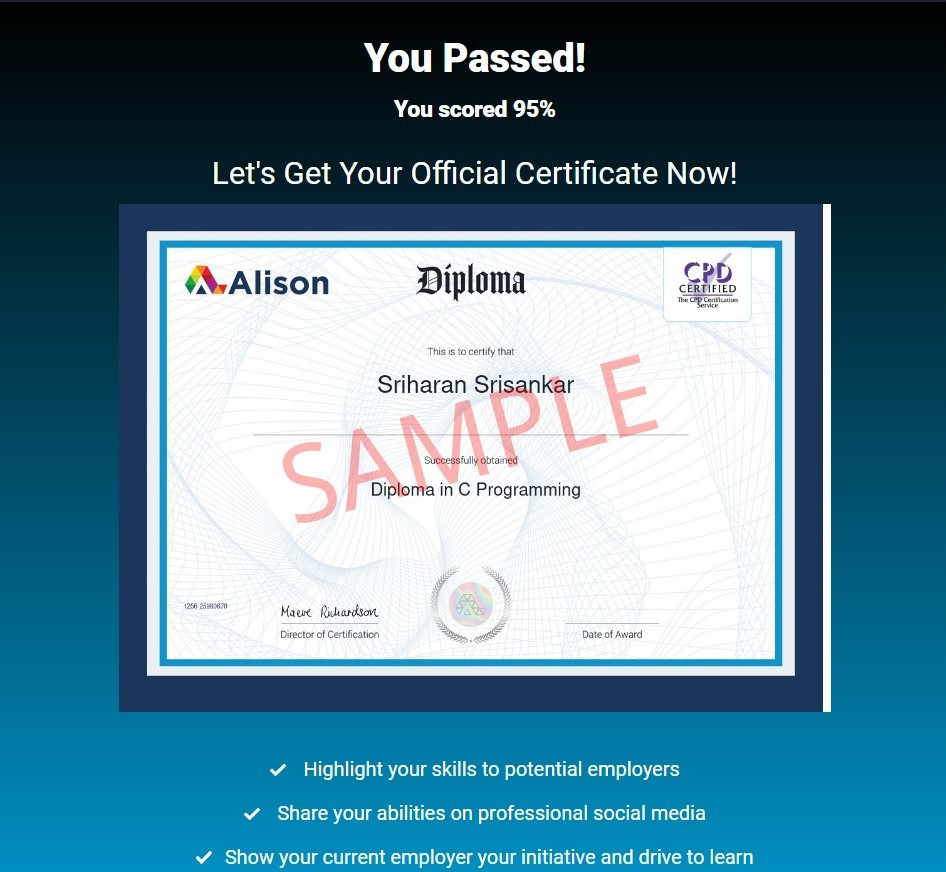 You Passed!
You scored 95%
Let's Get Your Official Certificate Now!
Alison
Diploma
CPD
CERTIFIED
The CPD Certification
Service
This is to certify that
Sriharan Srisankar
SAMPLE
Successfully obtained
Diploma in C Programming
1256 25980670
Maeve Richardson
Director of Certification
Date of Award
Highlight your skills to potential employers
Share your abilities on professional social media
Show your current employer your initiative and drive to learn